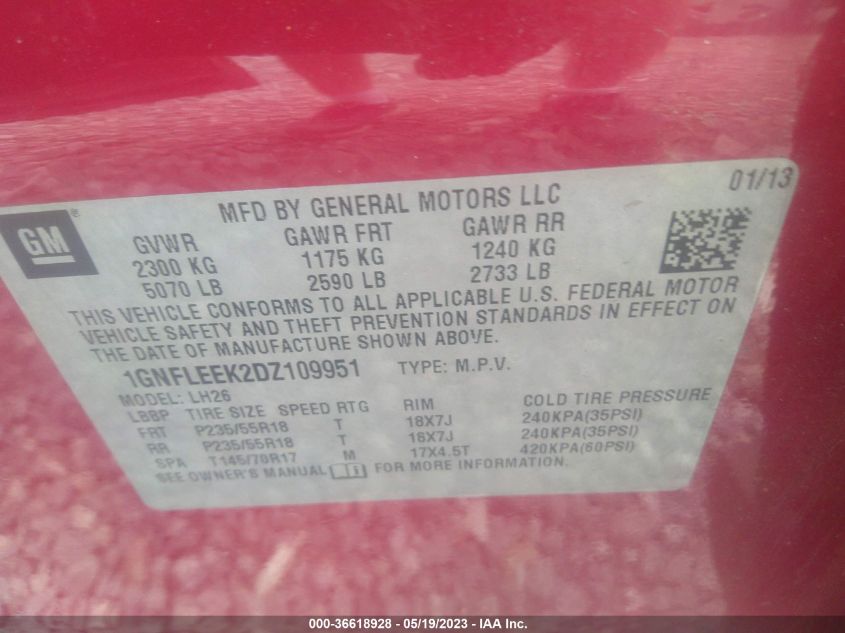 01/13
MFD BY GENERAL MOTORS LLC
GM®
GVWR GAWR FRT GAWR RR
2300 KG 1175 KG 1240 KG
5070 LB 2590 LB 2733 LB
THIS VEHICLE CONFORMS TO ALL APPLICABLE U.S. FEDERAL MOTOR
VEHICLE SAFETY AND THEFT PREVENTION STANDARDS IN EFFECT ON
THE DATE OF MANUFACTURE SHOWN ABOVE.
1GNFLEEK2DZ109951 TYPE: M.P.V.
MODEL: LH26
LBBP TIRE SIZE SPEED RTG RIM COLD TIRE PRESSURE
FRT P235/55R18 T 18X7J 240KPA(35PSI)
RR P235/55R18 T 18X7J 240KPA(35PSI)
SPA T145/70R17 M 17X4.5T 420KPA(60PSI)
SEE OWNER'S MANUAL FOR MORE INFORMATION.
000-36618928 - 05/19/2023 - IAA Inc.